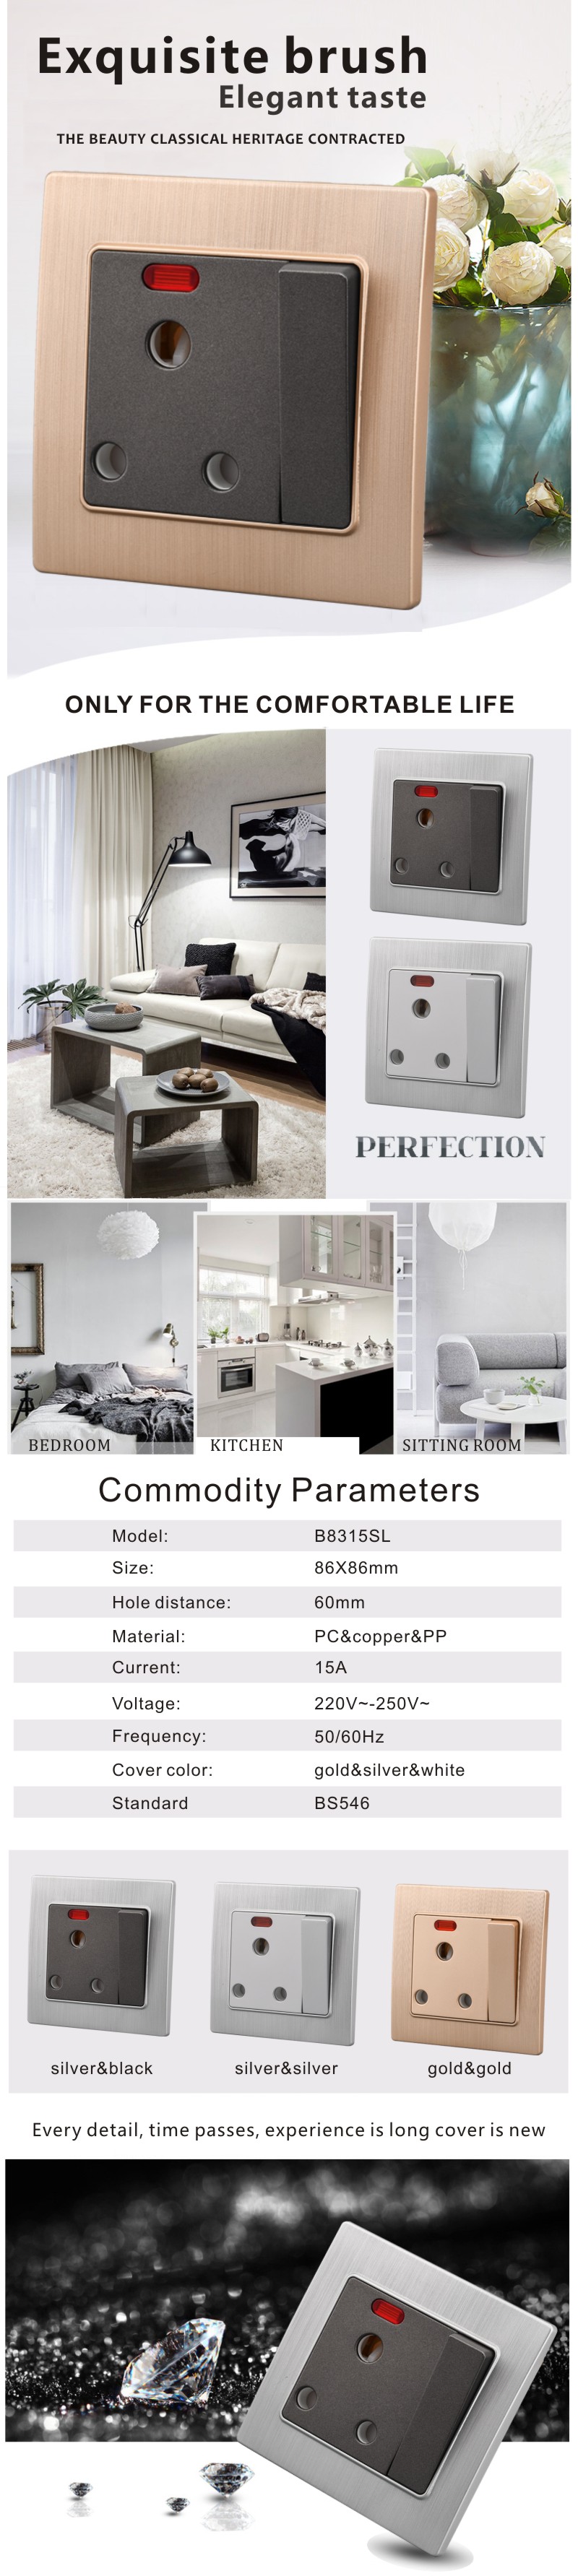 Exquisite brush
Elegant taste
THE BEAUTY CLASSICAL HERITAGE CONTRACTED
ONLY FOR THE COMFORTABLE LIFE
PERFECTION
BEDROOM
KITCHEN
SITTING ROOM
Commodity Parameters
Model: B8315SL
Size: 86X86mm
Hole distance: 60mm
Material: PC&copper&PP
Current: 15A
Voltage: 220V~-250V~
Frequency: 50/60Hz
Cover color: gold&silver&white
Standard BS546
silver&black
silver&silver
gold&gold
Every detail, time passes, experience is long cover is new